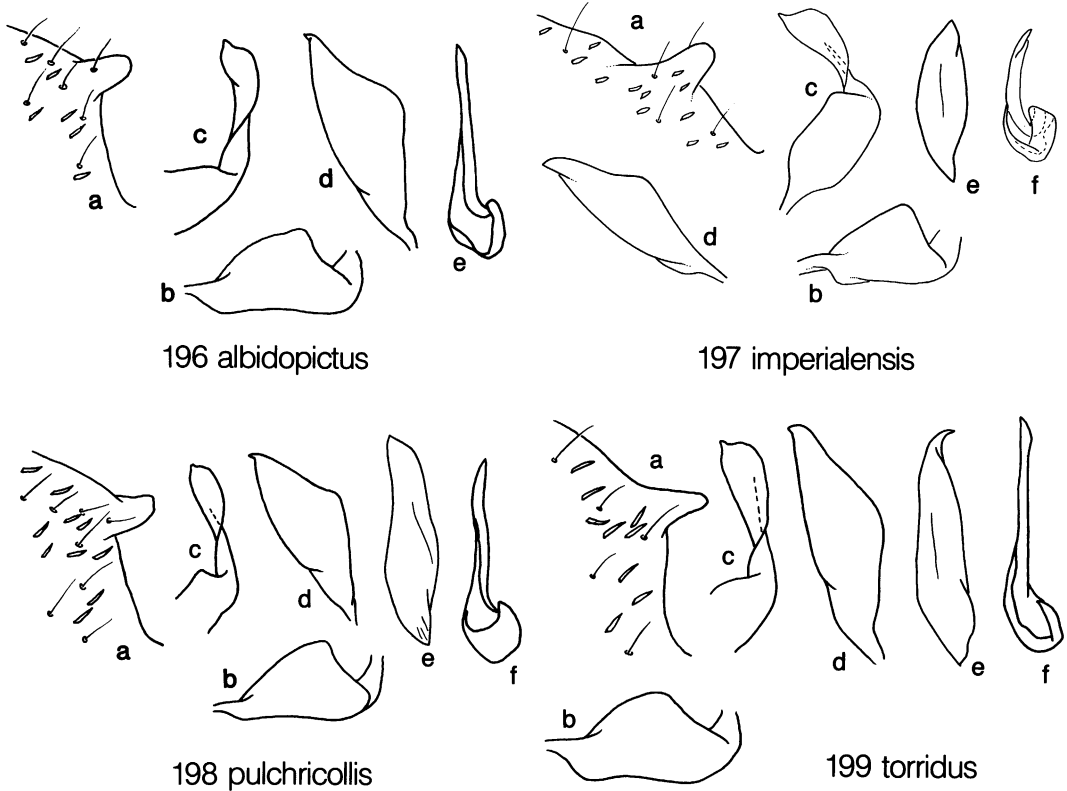 a
c
d
e
b
196 albidopictus
a
c
e
f
d
b
197 imperialensis
a
c
d
e
f
b
198 pulchricollis
a
c
d
e
f
b
199 torridus